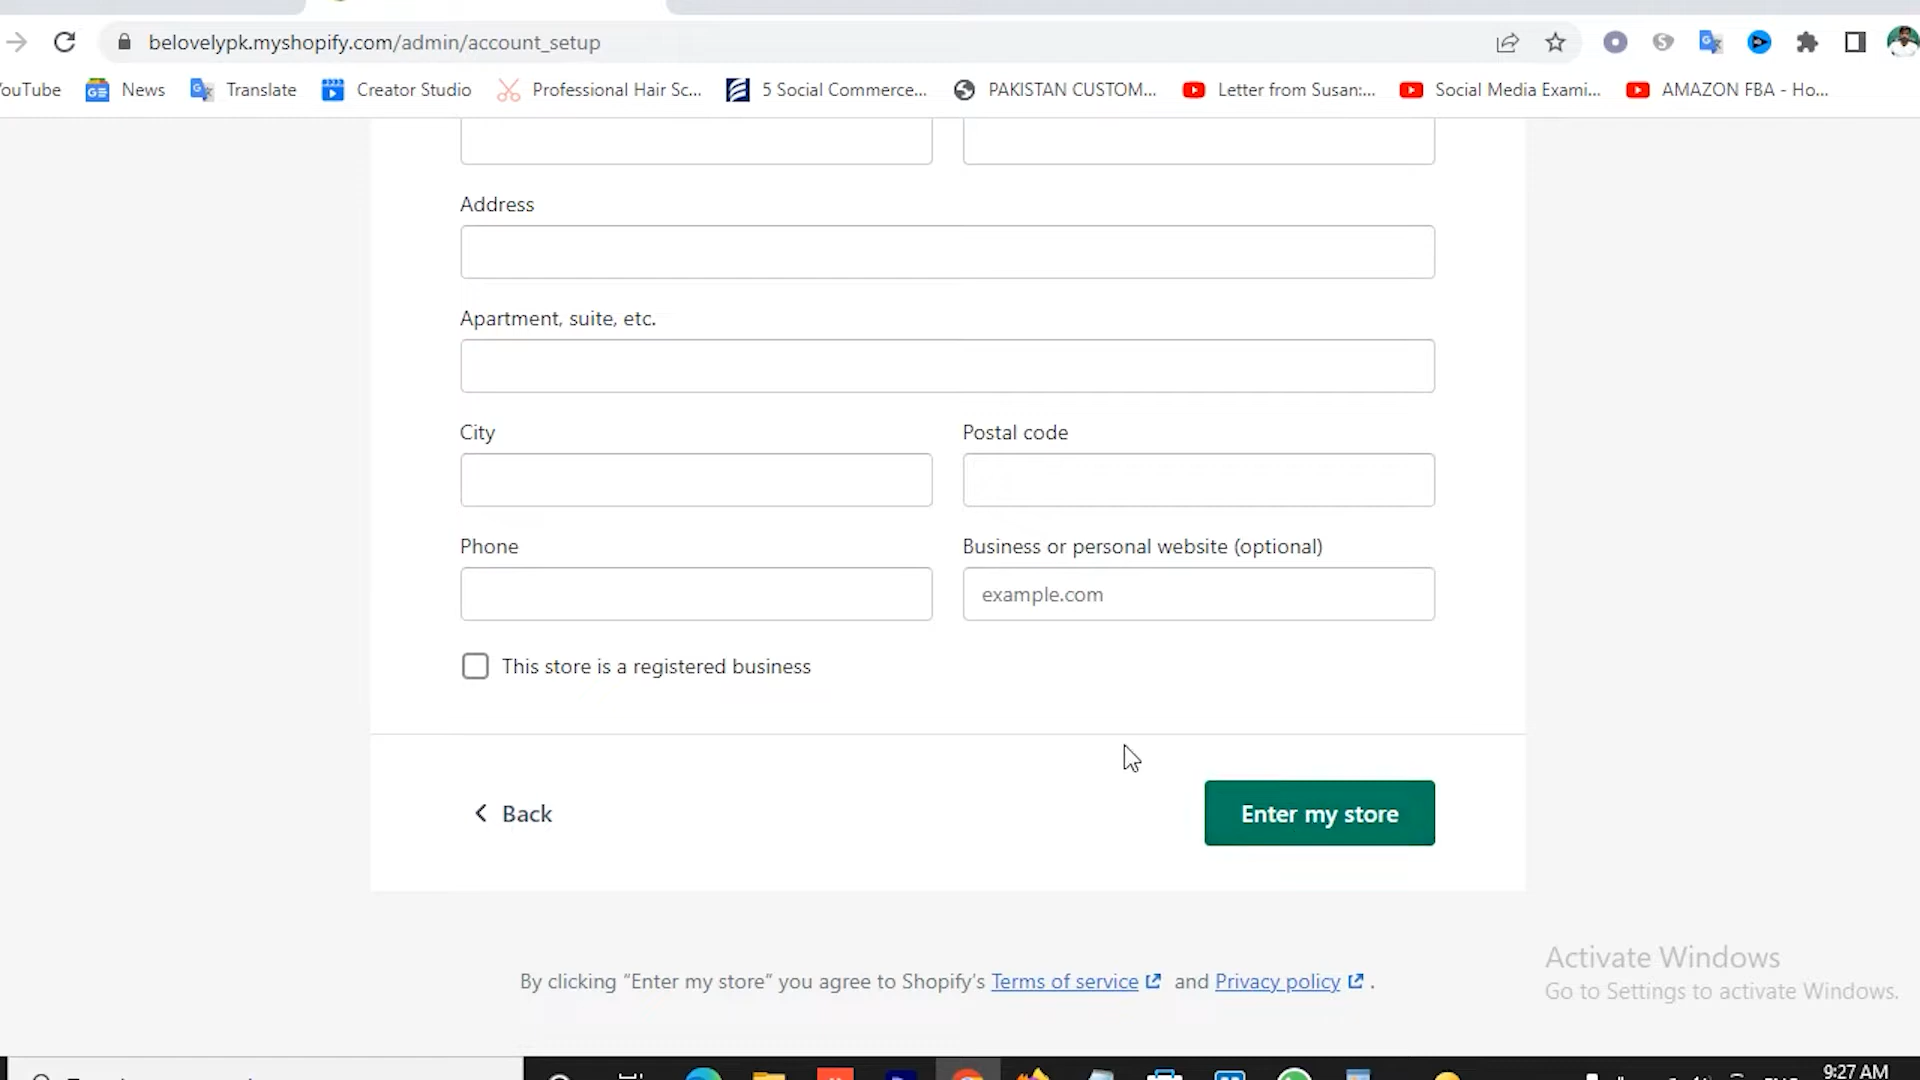 belovelypk.myshopify.com/admin/account_setup
ouTube News Translate Creator Studio Professional Hair Sc... 5 Social Commerce... PAKISTAN CUSTOM... Letter from Susan:... Social Media Exami... AMAZON FBA - Ho...
Address
Apartment, suite, etc.
City Postal code
Phone Business or personal website (optional)
example.com
This store is a registered business
Back Enter my store
By clicking “Enter my store” you agree to Shopify's Terms of service and Privacy policy .
Activate Windows
Go to Settings to activate Windows.
9:27 AM